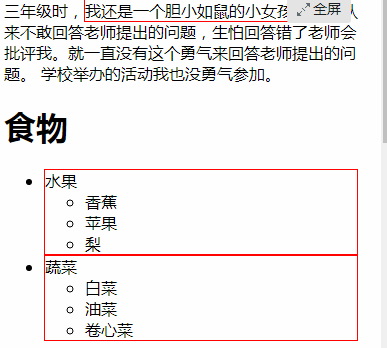 三年级时，我还是一个胆小如鼠的小女孩
全屏
来不敢回答老师提出的问题，生怕回答错了老师会
批评我。就一直没有这个勇气来回答老师提出的问
题。 学校举办的活动我也没勇气参加。
食物
水果
香蕉
苹果
梨
蔬菜
白菜
油菜
卷心菜